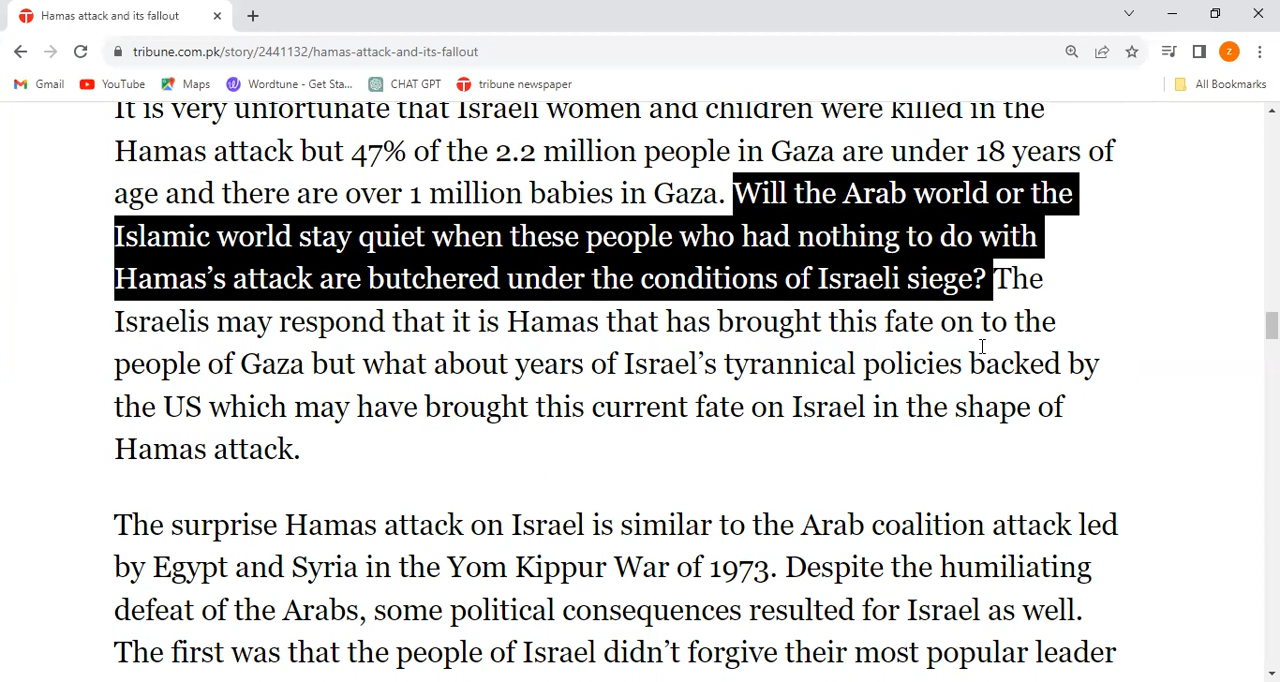 Hamas attack and its fallout
tribune.com.pk/story/2441132/hamas-attack-and-its-fallout
Z
Gmail YouTube Maps Wordtune - Get Sta... CHAT GPT tribune newspaper All Bookmarks
It is very unfortunate that Israeli women and children were killed in the
Hamas attack but 47% of the 2.2 million people in Gaza are under 18 years of
age and there are over 1 million babies in Gaza. Will the Arab world or the
Islamic world stay quiet when these people who had nothing to do with
Hamas’s attack are butchered under the conditions of Israeli siege? The
Israelis may respond that it is Hamas that has brought this fate on to the
people of Gaza but what about years of Israel’s tyrannical policies backed by
the US which may have brought this current fate on Israel in the shape of
Hamas attack.
The surprise Hamas attack on Israel is similar to the Arab coalition attack led
by Egypt and Syria in the Yom Kippur War of 1973. Despite the humiliating
defeat of the Arabs, some political consequences resulted for Israel as well.
The first was that the people of Israel didn’t forgive their most popular leader